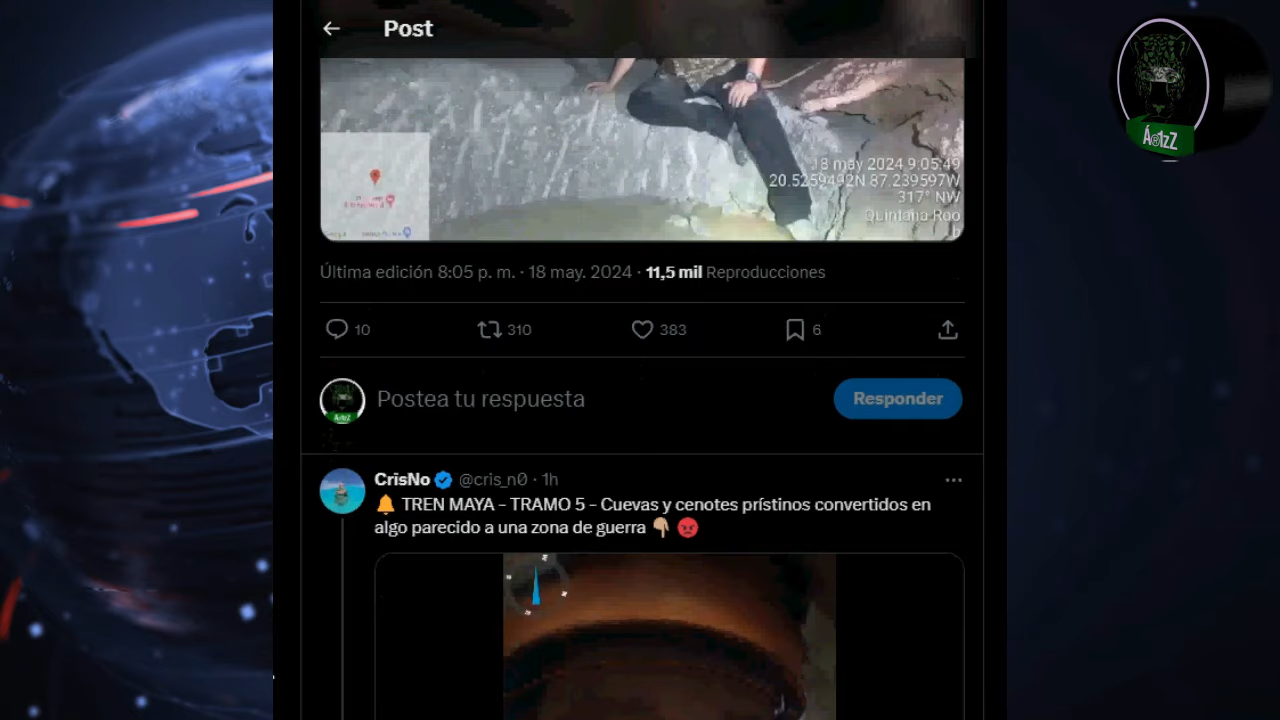 Post
18 may 2024 9:05:49
20.5259492N 87.239597W
317° NW
Quintana Roo
Última edición 8:05 p. m. · 18 may. 2024 · 11,5 mil Reproducciones
10 310 383 6
Postea tu respuesta
Responder
CrisNo @cris_n0 · 1h
TREN MAYA - TRAMO 5 - Cuevas y cenotes prístinos convertidos en
algo parecido a una zona de guerra